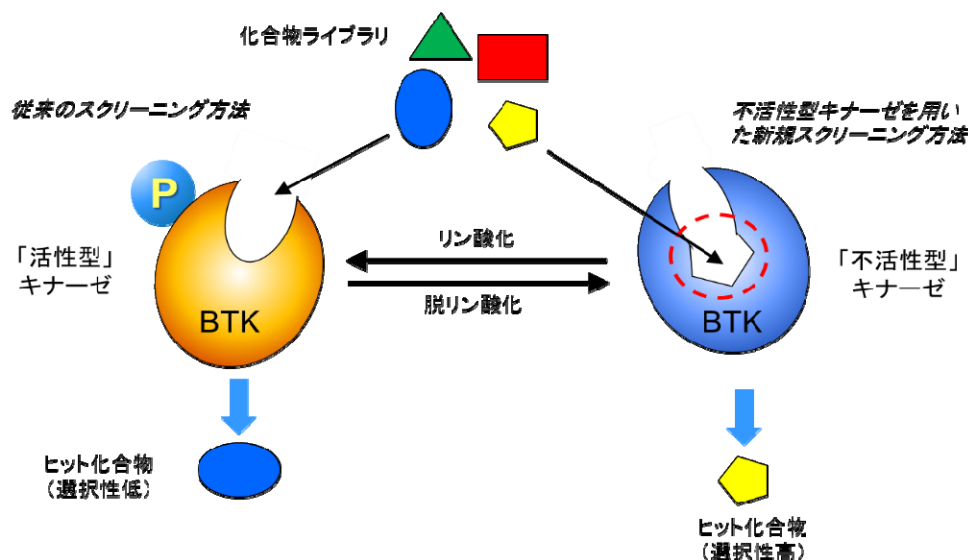 化合物ライブラリ
従来のスクリーニング方法
不活性型キナーゼを用い
た新規スクリーニング方法
P
「活性型」
キナーゼ
BTK
リン酸化
脱リン酸化
「不活性型」
キナーゼ
BTK
ヒット化合物
(選択性低)
ヒット化合物
(選択性高)